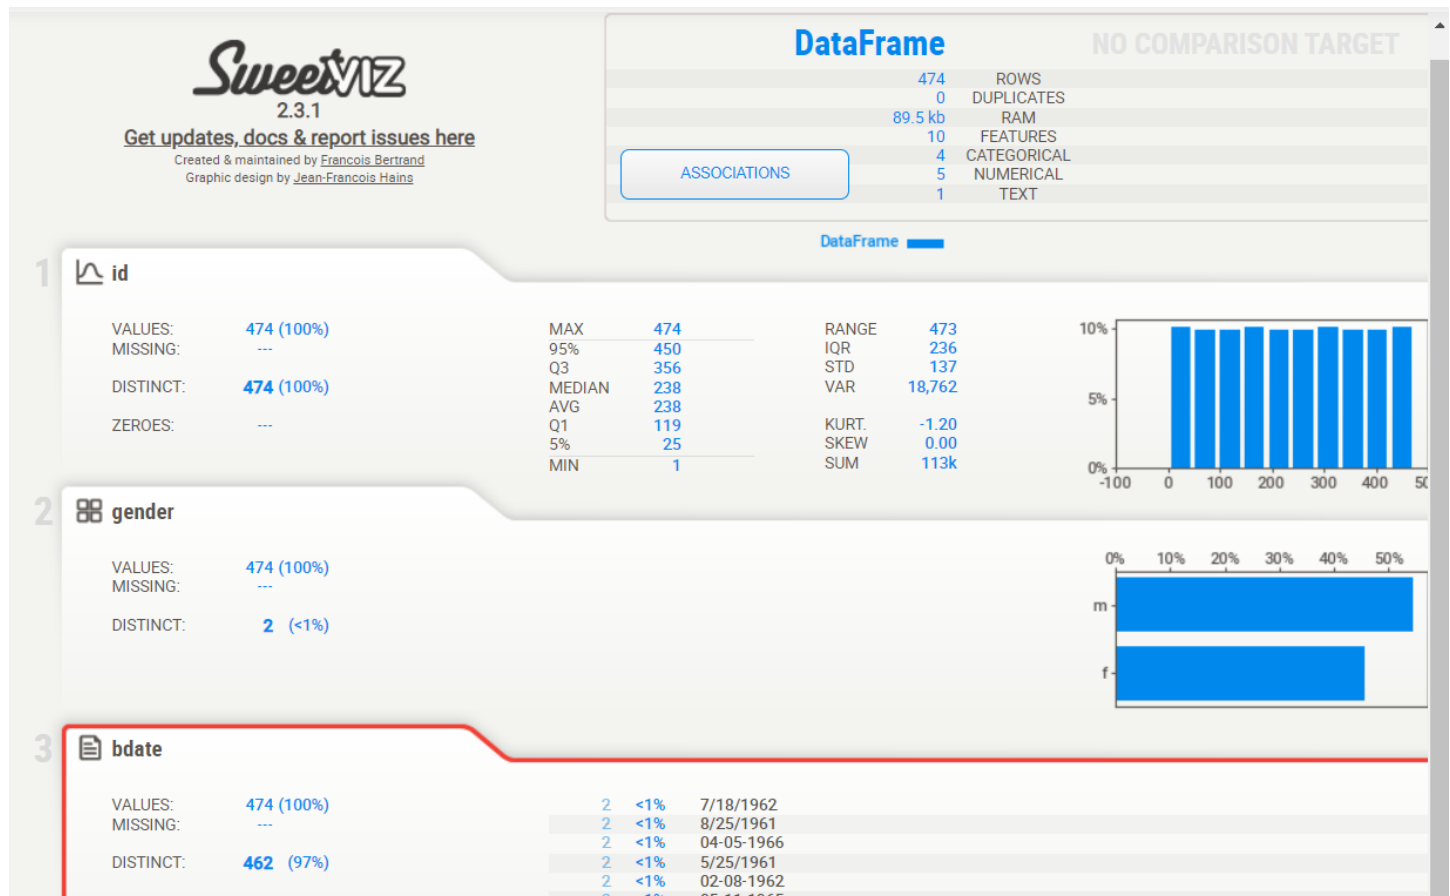 SweetVIZ
2.3.1
Get updates, docs & report issues here
Created & maintained by Francois Bertrand
Graphic design by Jean-Francois Hains
DataFrame NO COMPARISON TARGET
474 ROWS
0 DUPLICATES
89.5 kb RAM
10 FEATURES
4 CATEGORICAL
5 NUMERICAL
1 TEXT
ASSOCIATIONS
DataFrame
1 id
VALUES: 474 (100%)
MISSING: ---
DISTINCT: 474 (100%)
ZEROES: ---
MAX 474
95% 450
Q3 356
MEDIAN 238
AVG 238
Q1 119
5% 25
MIN 1
RANGE 473
IQR 236
STD 137
VAR 18,762
KURT. -1.20
SKEW 0.00
SUM 113k
10%
5%
0%
-100 0 100 200 300 400
2 gender
VALUES: 474 (100%)
MISSING: ---
DISTINCT: 2 (<1%)
0% 10% 20% 30% 40% 50%
m
f
3 bdate
VALUES: 474 (100%)
MISSING: ---
DISTINCT: 462 (97%)
2 <1% 7/18/1962
2 <1% 8/25/1961
2 <1% 04-05-1966
2 <1% 5/25/1961
2 <1% 02-08-1962